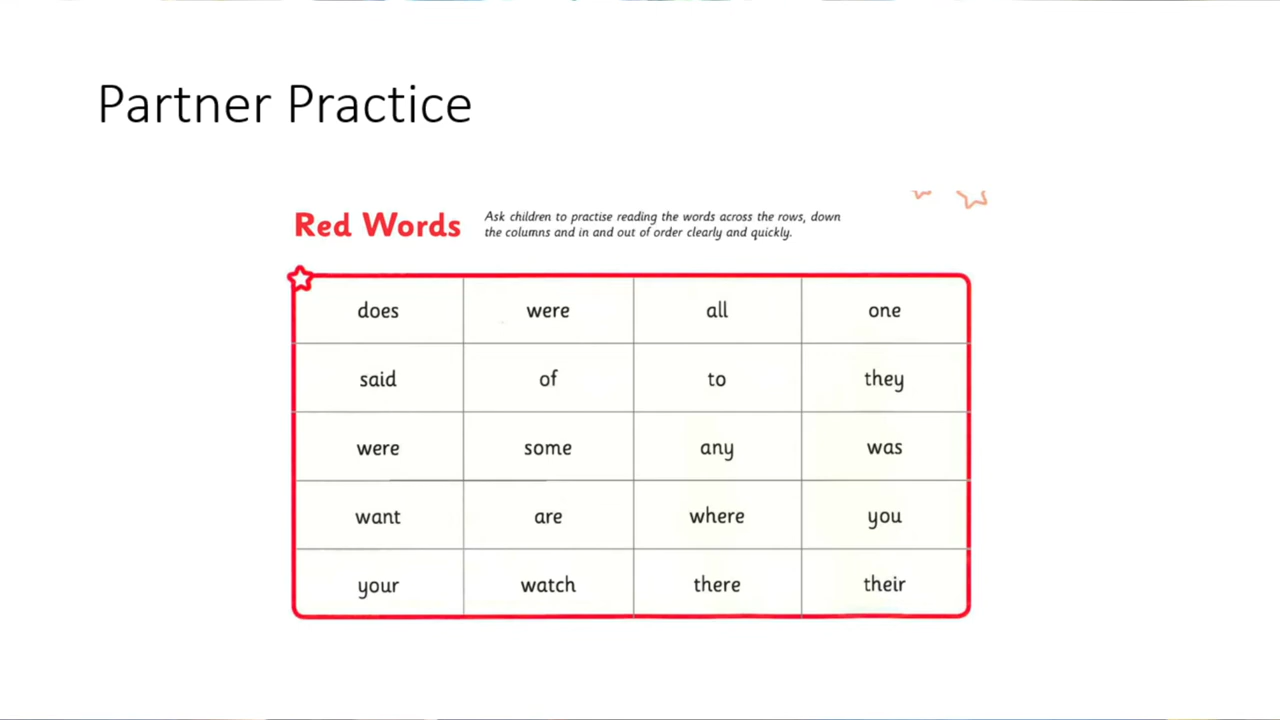 Partner Practice
Red Words
Ask children to practise reading the words across the rows, down
the columns and in and out of order clearly and quickly.
does were all one
said of to they
were some any was
want are where you
your watch there their